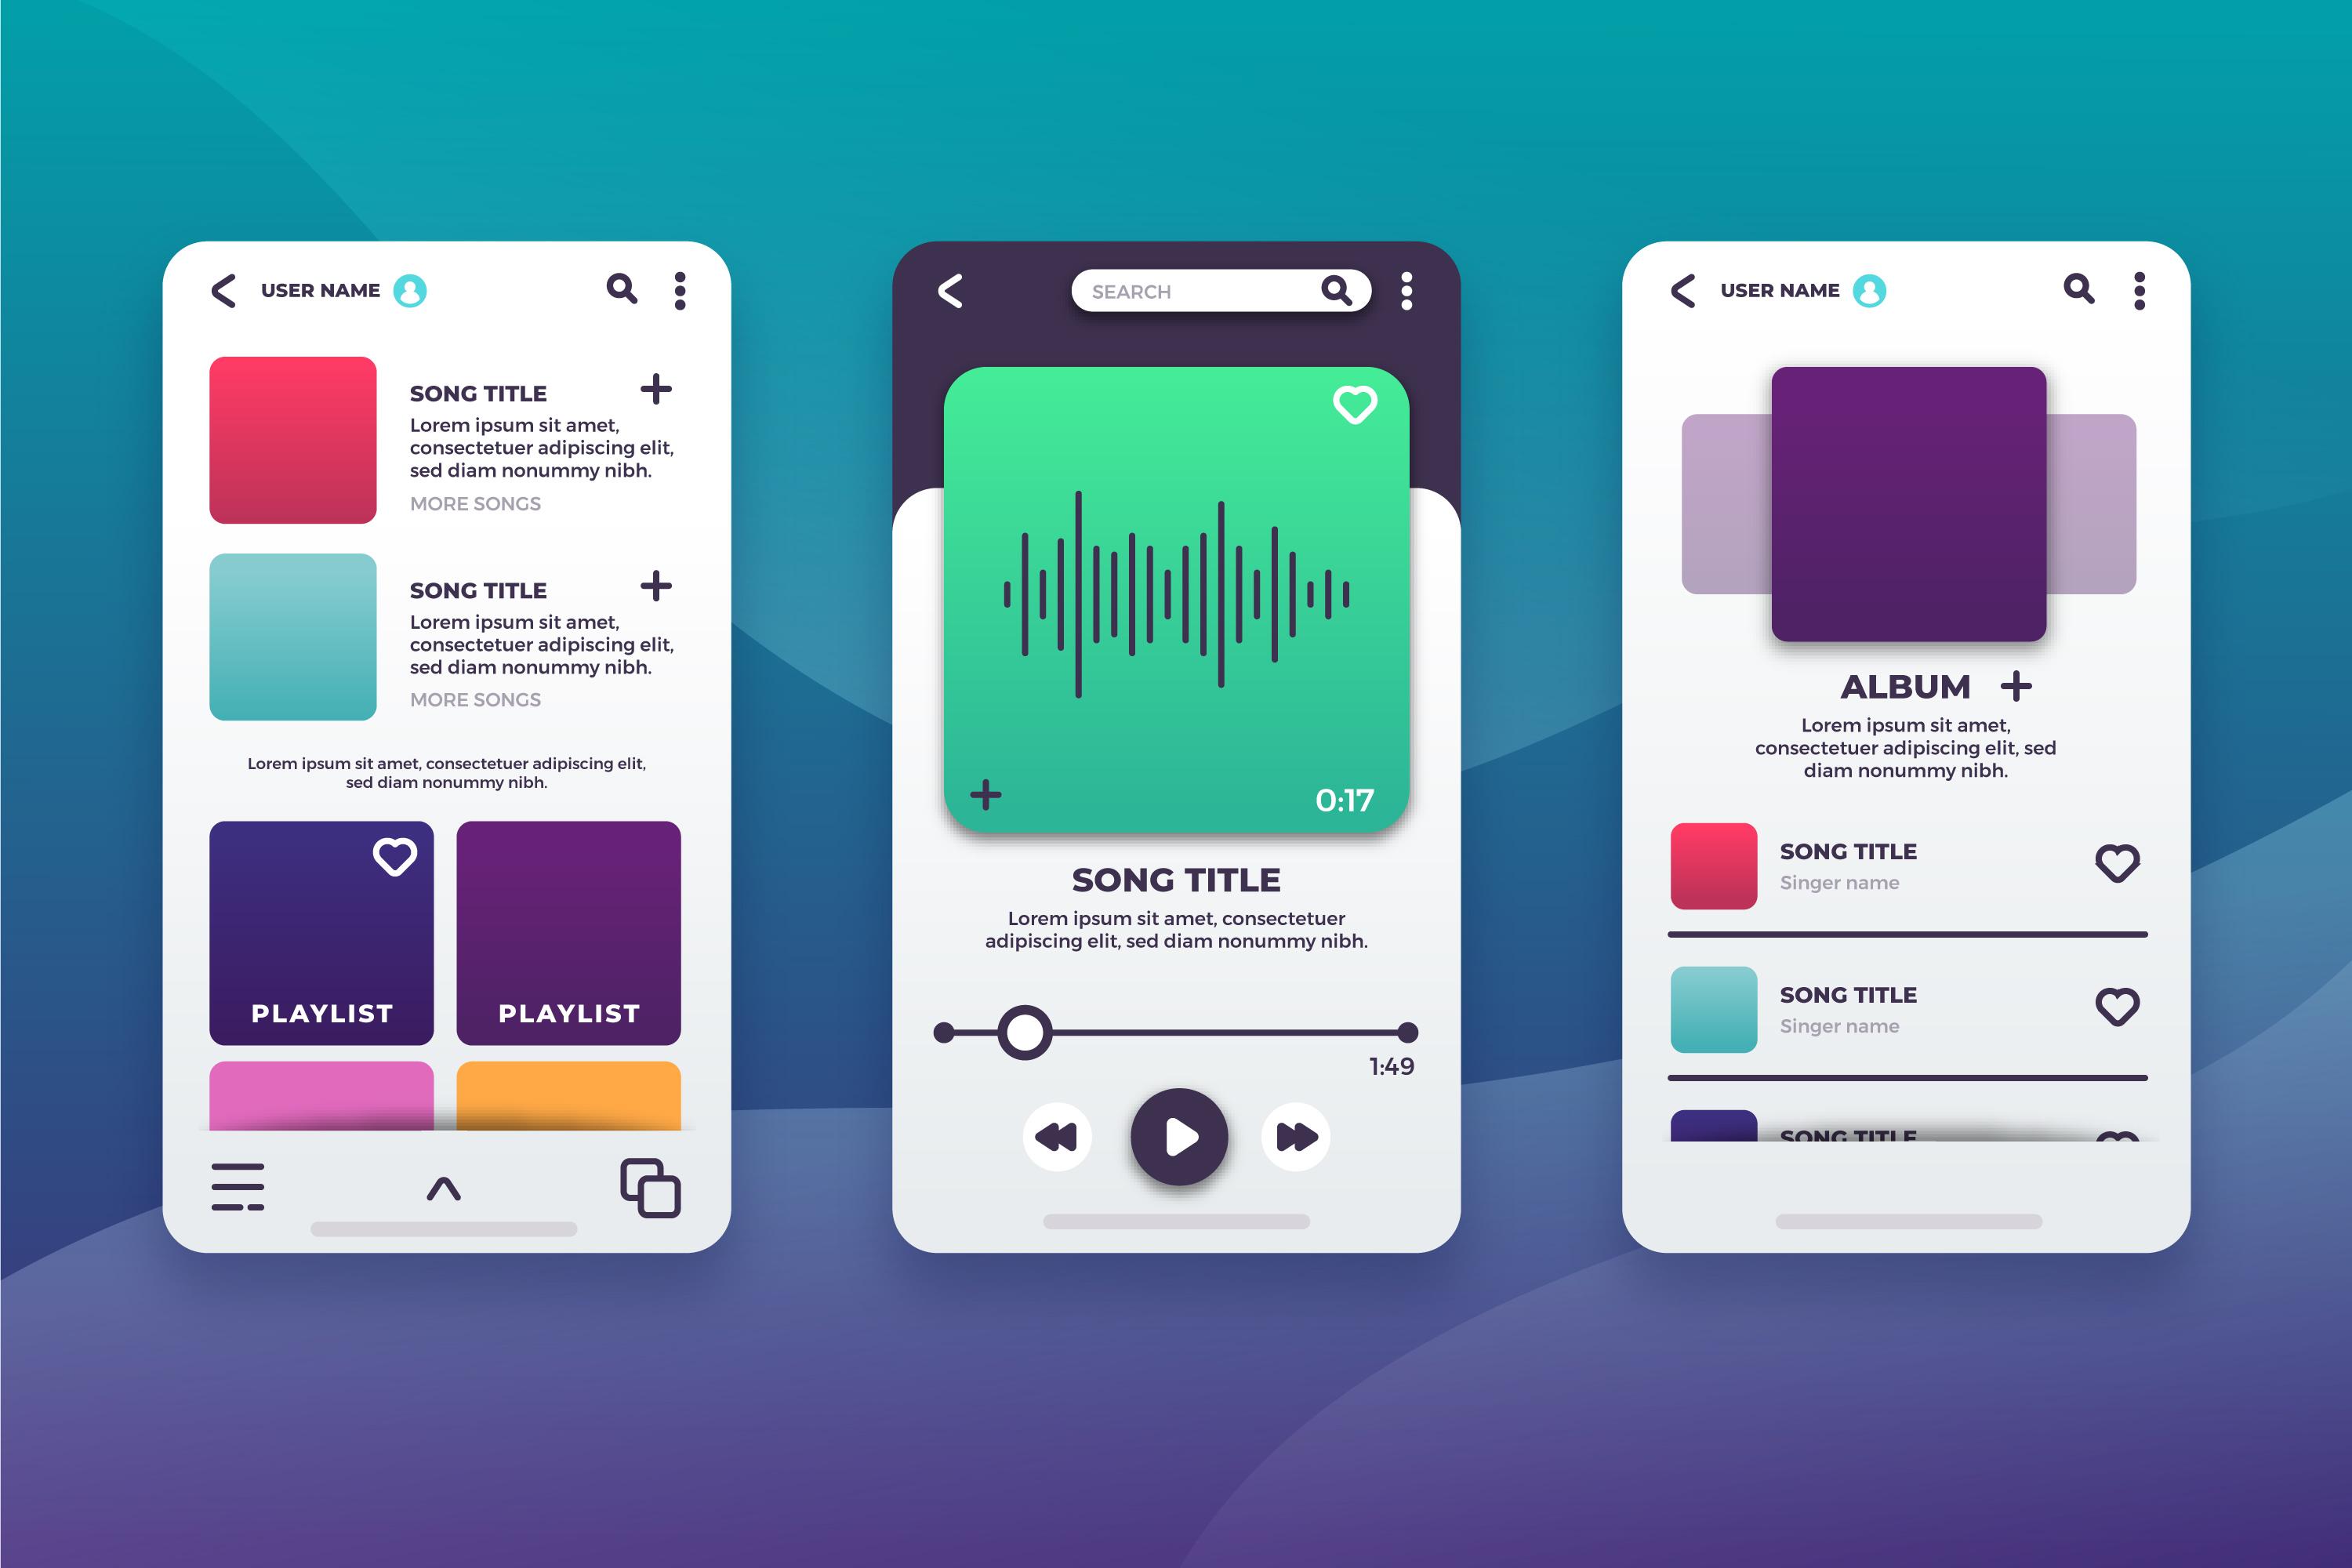 USER NAME
SONG TITLE
Lorem ipsum sit amet,
consectetuer adipiscing elit,
sed diam nonummy nibh.
MORE SONGS
SONG TITLE
Lorem ipsum sit amet,
consectetuer adipiscing elit,
sed diam nonummy nibh.
MORE SONGS
Lorem ipsum sit amet, consectetuer adipiscing elit,
sed diam nonummy nibh.
PLAYLIST
PLAYLIST
SEARCH
0:17
SONG TITLE
Lorem ipsum sit amet, consectetuer
adipiscing elit, sed diam nonummy nibh.
1:49
USER NAME
ALBUM
Lorem ipsum sit amet,
consectetuer adipiscing elit, sed
diam nonummy nibh.
SONG TITLE
Singer name
SONG TITLE
Singer name
SONG TITLE